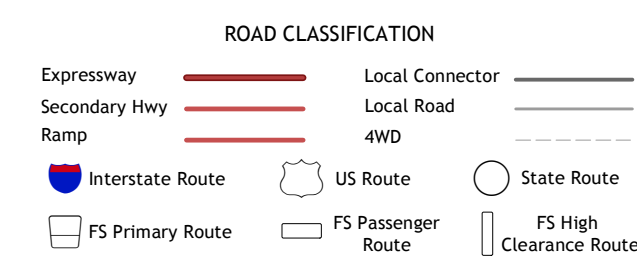 ROAD CLASSIFICATION
Expressway
Local Connector
Secondary Hwy
Local Road
Ramp
4WD
Interstate Route
US Route
State Route
FS Primary Route
FS Passenger
Route
FS High
Clearance Route